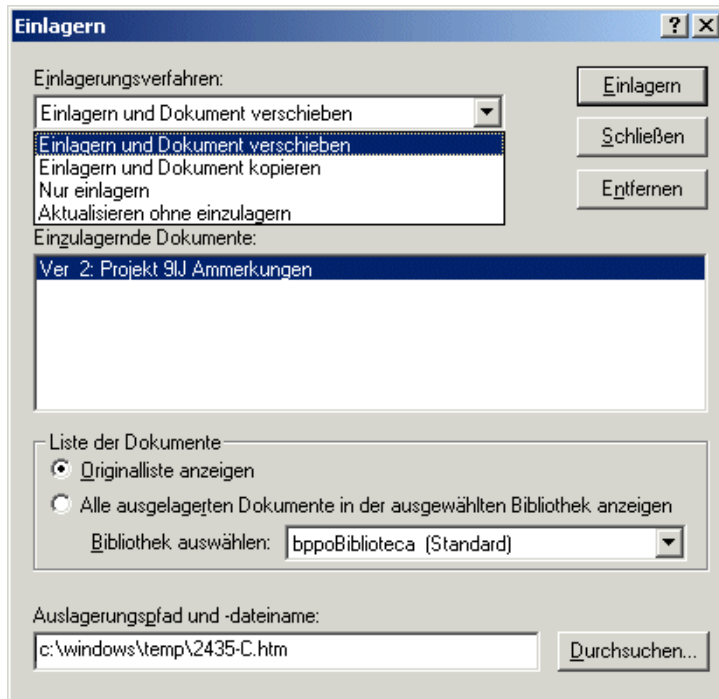 Einlagern
Einlagerungsverfahren:
Einlagern und Dokument verschieben
Einlagern und Dokument verschieben
Einlagern und Dokument kopieren
Nur einlagern
Aktualisieren ohne einzulagern
Einlagern
Schließen
Entfernen
Einzulagernde Dokumente:
Ver 2: Projekt 9IJ Ammerkungen
Liste der Dokumente
Originalliste anzeigen
Alle ausgelagerten Dokumente in der ausgewählten Bibliothek anzeigen
Bibliothek auswählen: bppoBiblioteca (Standard)
Auslagerungspfad und -dateiname:
c:\windows\temp\2435-C.htm Durchsuchen...